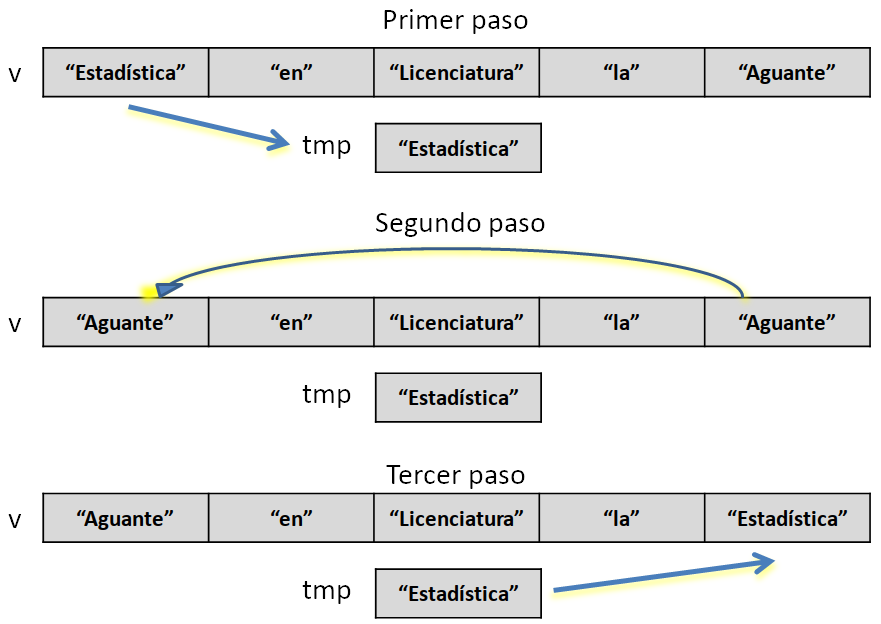 Primer paso
v “Estadística” “en” “Licenciatura” “la” “Aguante”
tmp “Estadística”
Segundo paso
v “Aguante” “en” “Licenciatura” “la” “Aguante”
tmp “Estadística”
Tercer paso
v “Aguante” “en” “Licenciatura” “la” “Estadística”
tmp “Estadística”